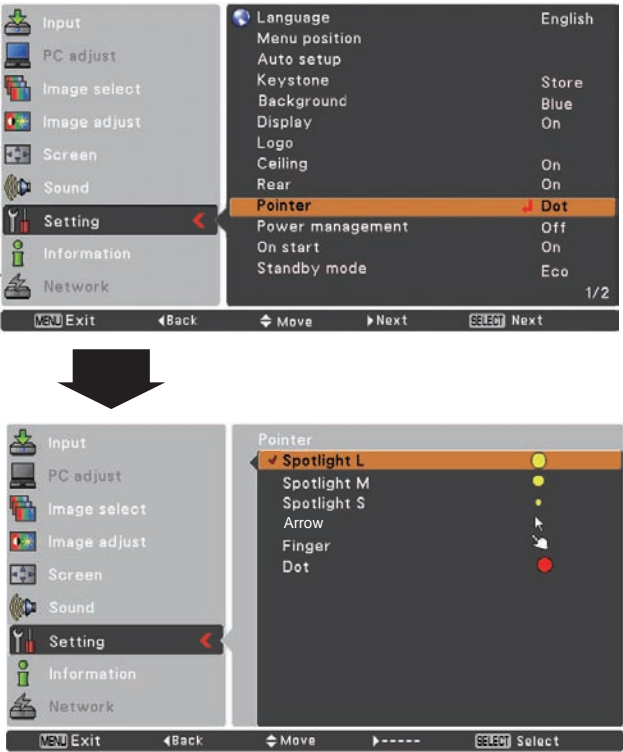 Input
PC adjust
Image select
Image adjust
Screen
Sound
Setting
Information
Network
Language English
Menu position
Auto setup
Keystone Store
Background Blue
Display On
Logo
Ceiling On
Rear On
Pointer Dot
Power management Off
On start On
Standby mode Eco
1/2
MENU Exit Back Move Next SELECT Next
Input
PC adjust
Image select
Image adjust
Screen
Sound
Setting
Information
Network
Pointer
Spotlight L
Spotlight M
Spotlight S
Arrow
Finger
Dot
MENU Exit Back Move ----- SELECT Select